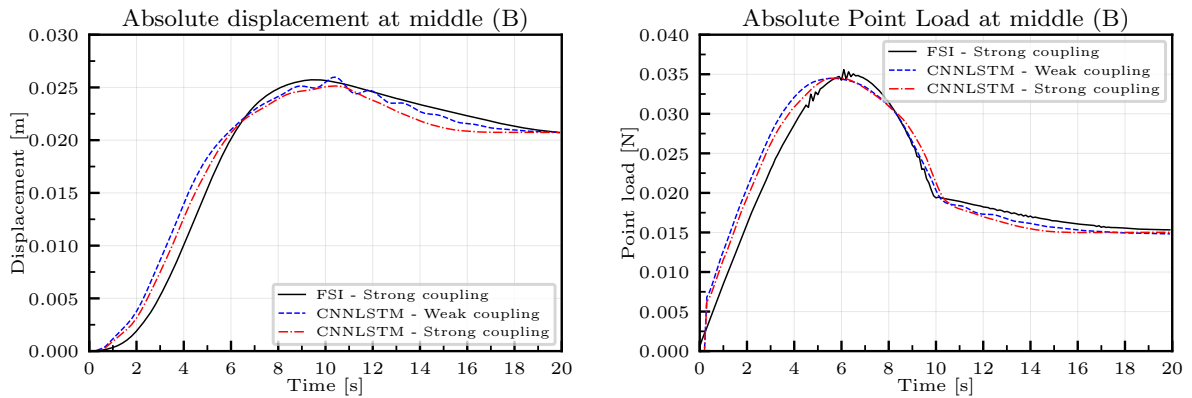 Absolute displacement at middle (B)
0.030
0.025
0.020
0.015
0.010
0.005
0.000
Displacement [m]
FSI - Strong coupling
CNNLSTM - Weak coupling
CNNLSTM - Strong coupling
0 2 4 6 8 10 12 14 16 18 20
Time [s]
Absolute Point Load at middle (B)
0.040
0.035
0.030
0.025
0.020
0.015
0.010
0.005
0.000
Point load [N]
FSI - Strong coupling
CNNLSTM - Weak coupling
CNNLSTM - Strong coupling
0 2 4 6 8 10 12 14 16 18 20
Time [s]